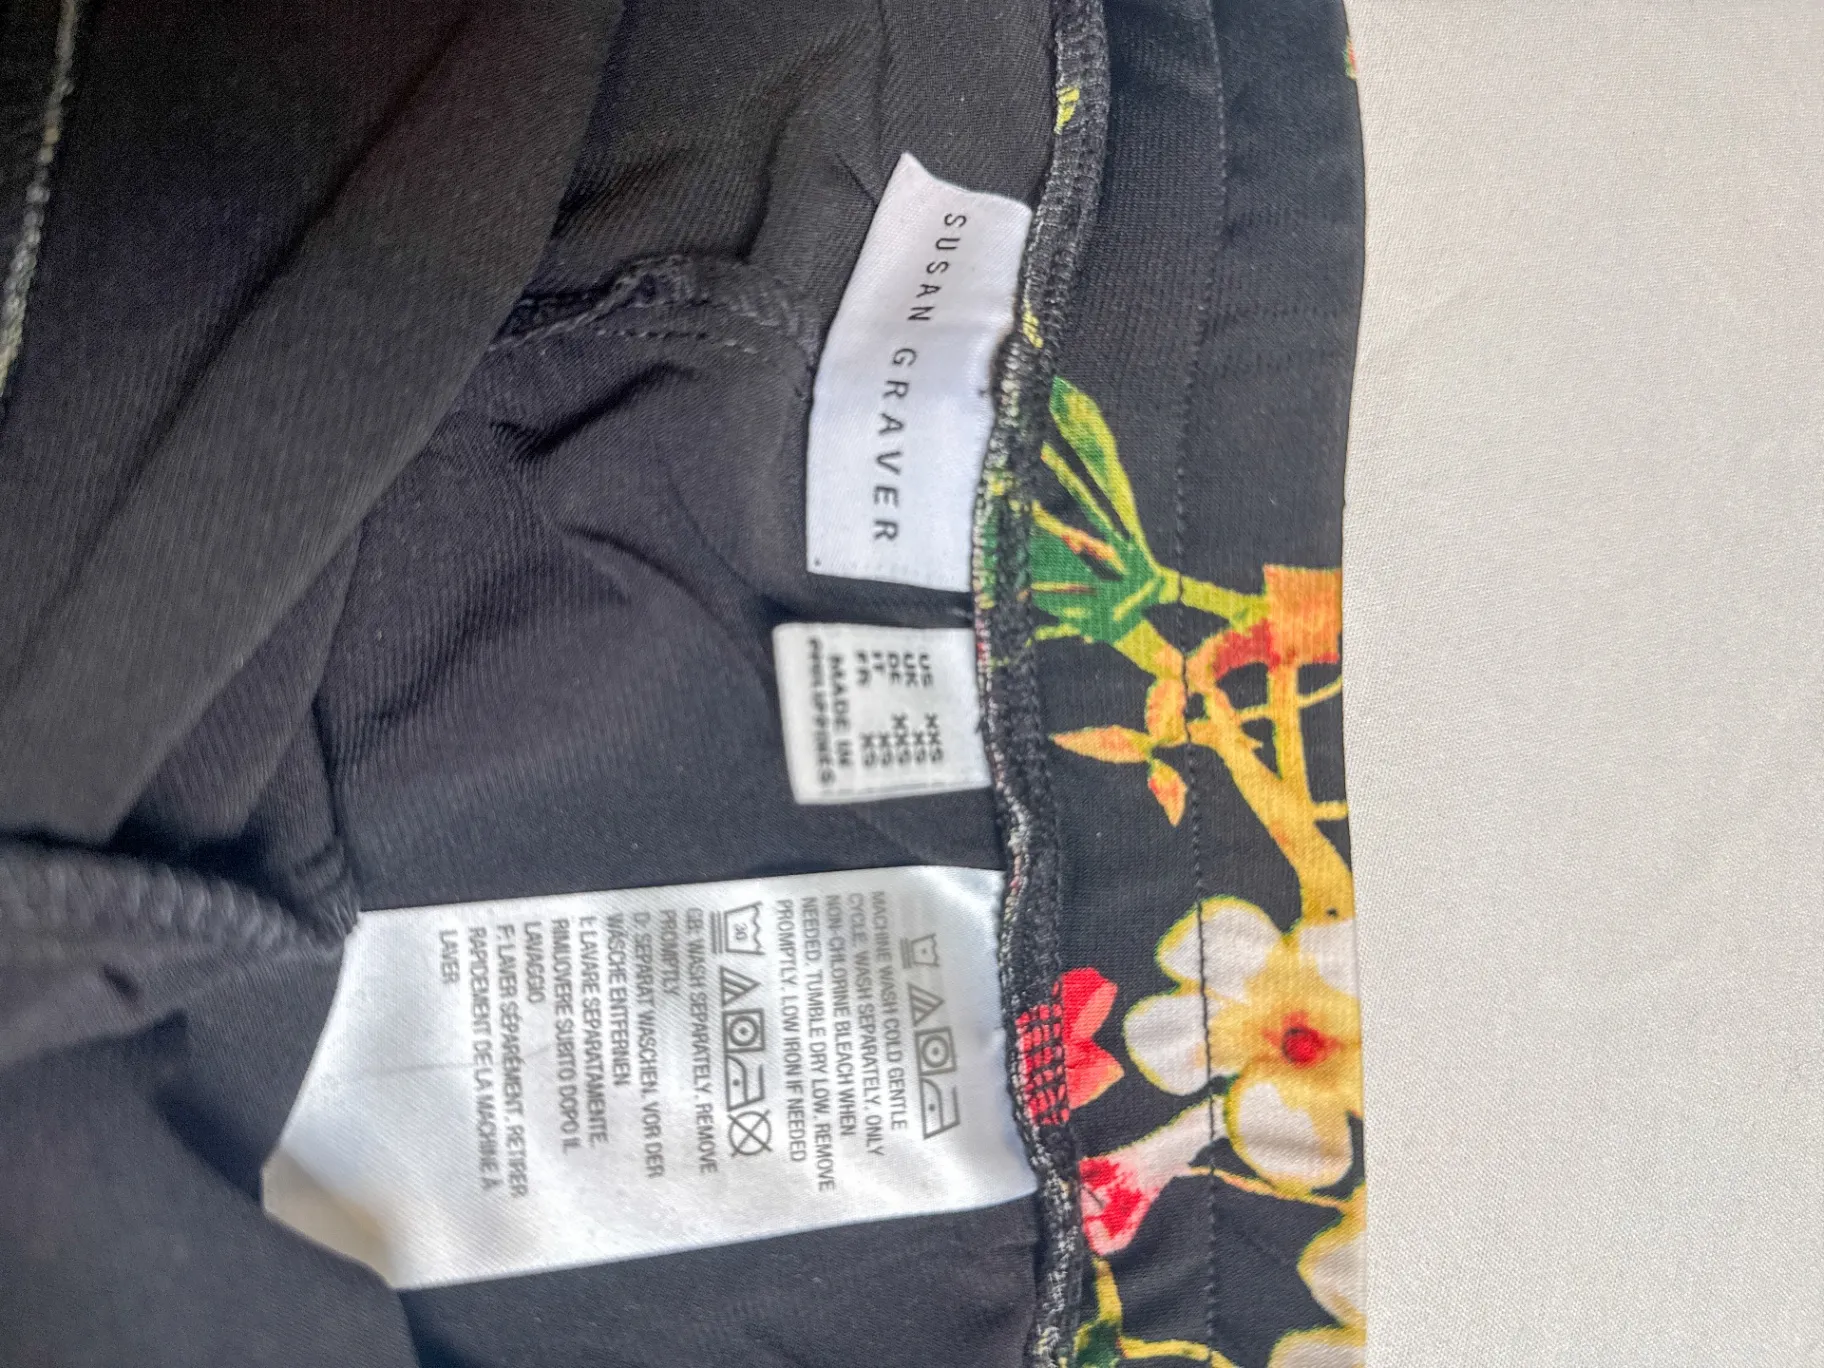 SUSAN GRAVER
US XXS
UK XS
DE XXS
IT XS
FR XS
MADE IN
PHILIPPINES
MACHINE WASH COLD GENTLE
CYCLE. WASH SEPARATELY. ONLY
NON-CHLORINE BLEACH WHEN
NEEDED. TUMBLE DRY LOW. REMOVE
PROMPTLY. LOW IRON IF NEEDED
30
GB: WASH SEPARATELY. REMOVE
PROMPTLY
D: SEPARAT WASCHEN. VOR DER
WÄSCHE ENTFERNEN
I: LAVARE SEPARATAMENTE.
RIMUOVERE SUBITO DOPO IL
LAVAGGIO
F: LAVER SÉPARÉMENT. RETIRER
RAPIDEMENT DE LA MACHINE À
LAVER